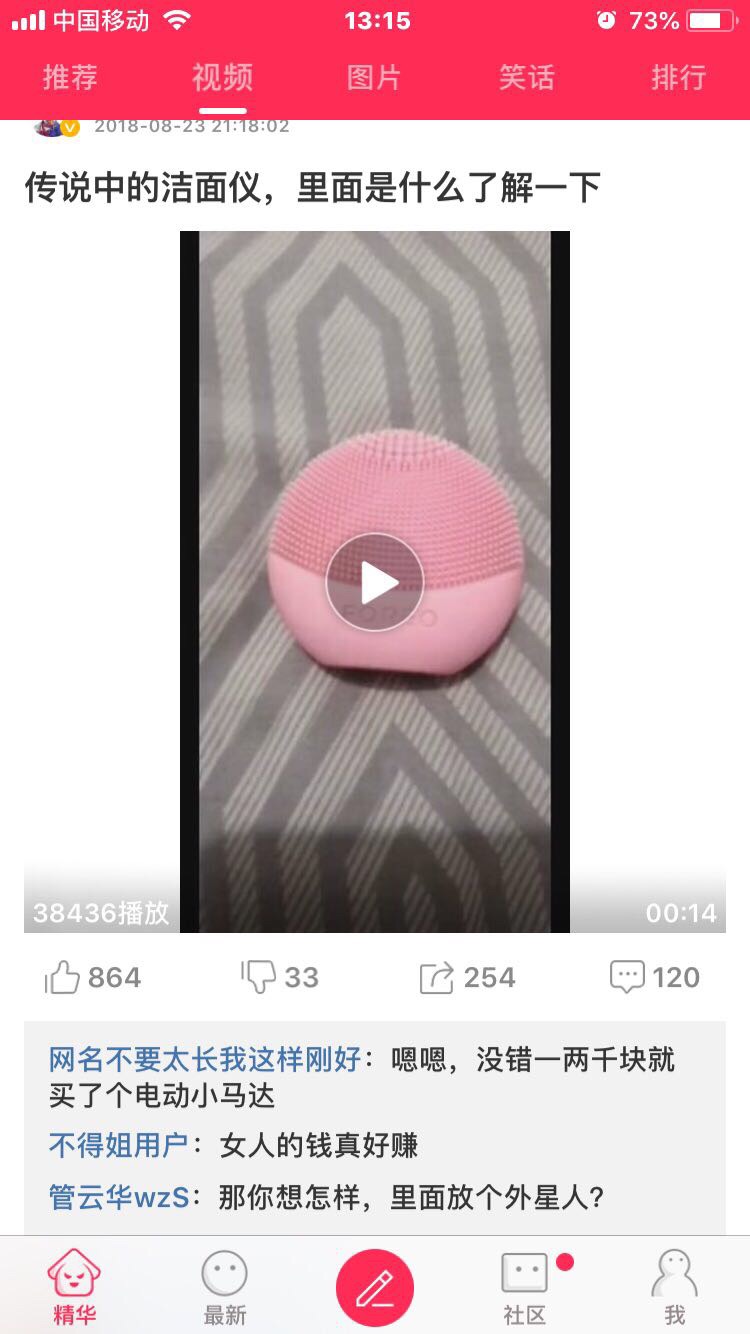 中国移动 13:15 73%
推荐 视频 图片 笑话 排行
2018-08-23 21:18:02
传说中的洁面仪，里面是什么了解一下
FOREO
38436播放 00:14
864 33 254 120
网名不要太长我这样刚好：嗯嗯，没错一两千块就
买了个电动小马达
不得姐用户：女人的钱真好赚
管云华wzS：那你想怎样，里面放个外星人？
精华 最新 社区 我